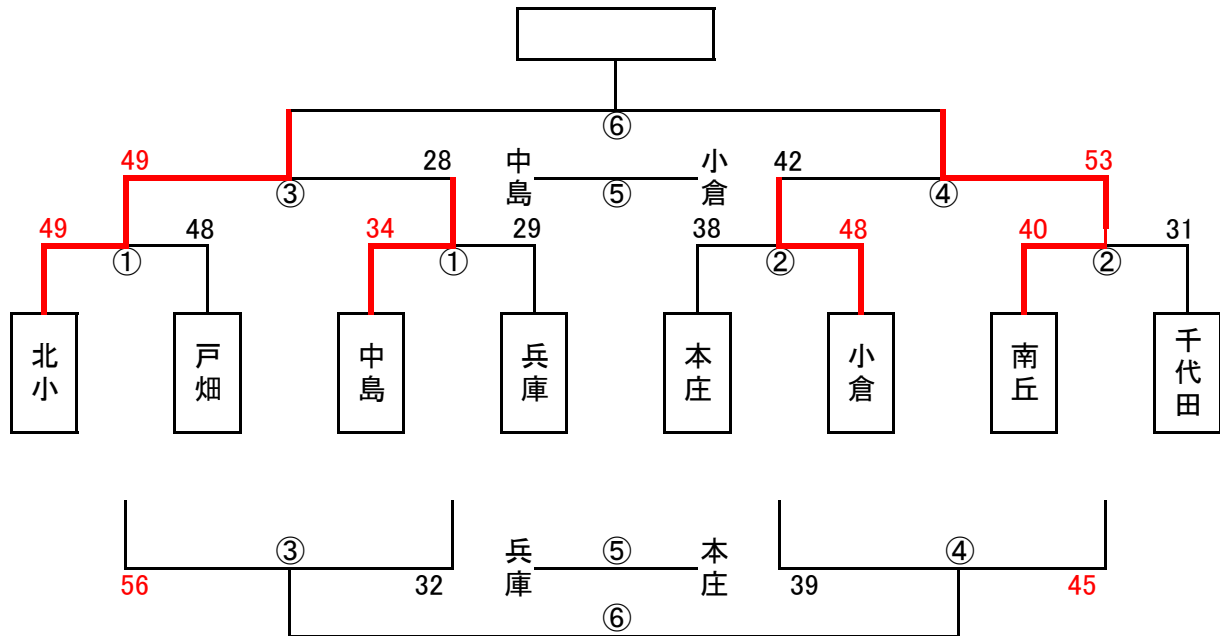 ⑥
49
28
中島
⑤
小倉
42
53
③
④
49
48
34
29
38
48
40
31
①
①
②
②
北小
戸畑
中島
兵庫
本庄
小倉
南丘
千代田
③
兵庫
⑤
本庄
④
56
32
39
45
⑥